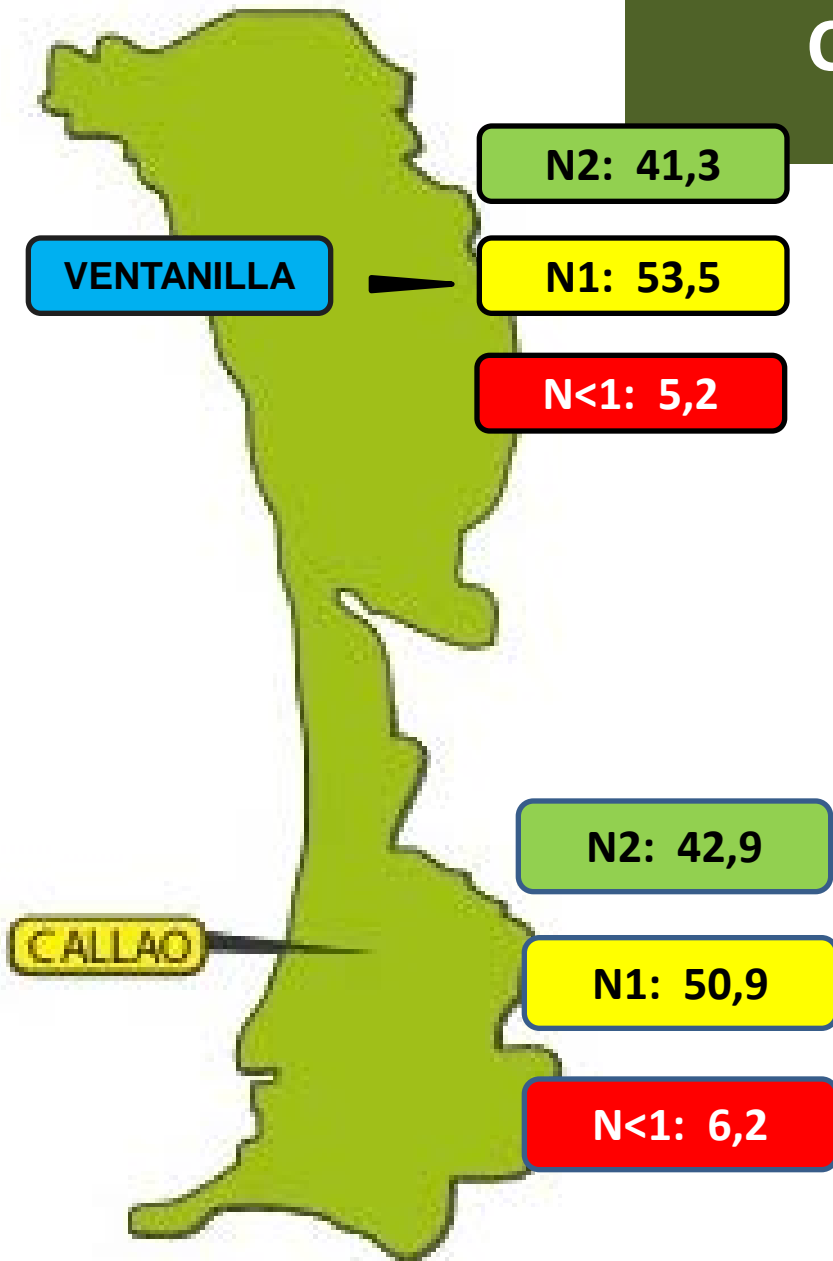 N2: 41,3
VENTANILLA
N1: 53,5
N<1: 5,2
N2: 42,9
CALLAO
N1: 50,9
N<1: 6,2